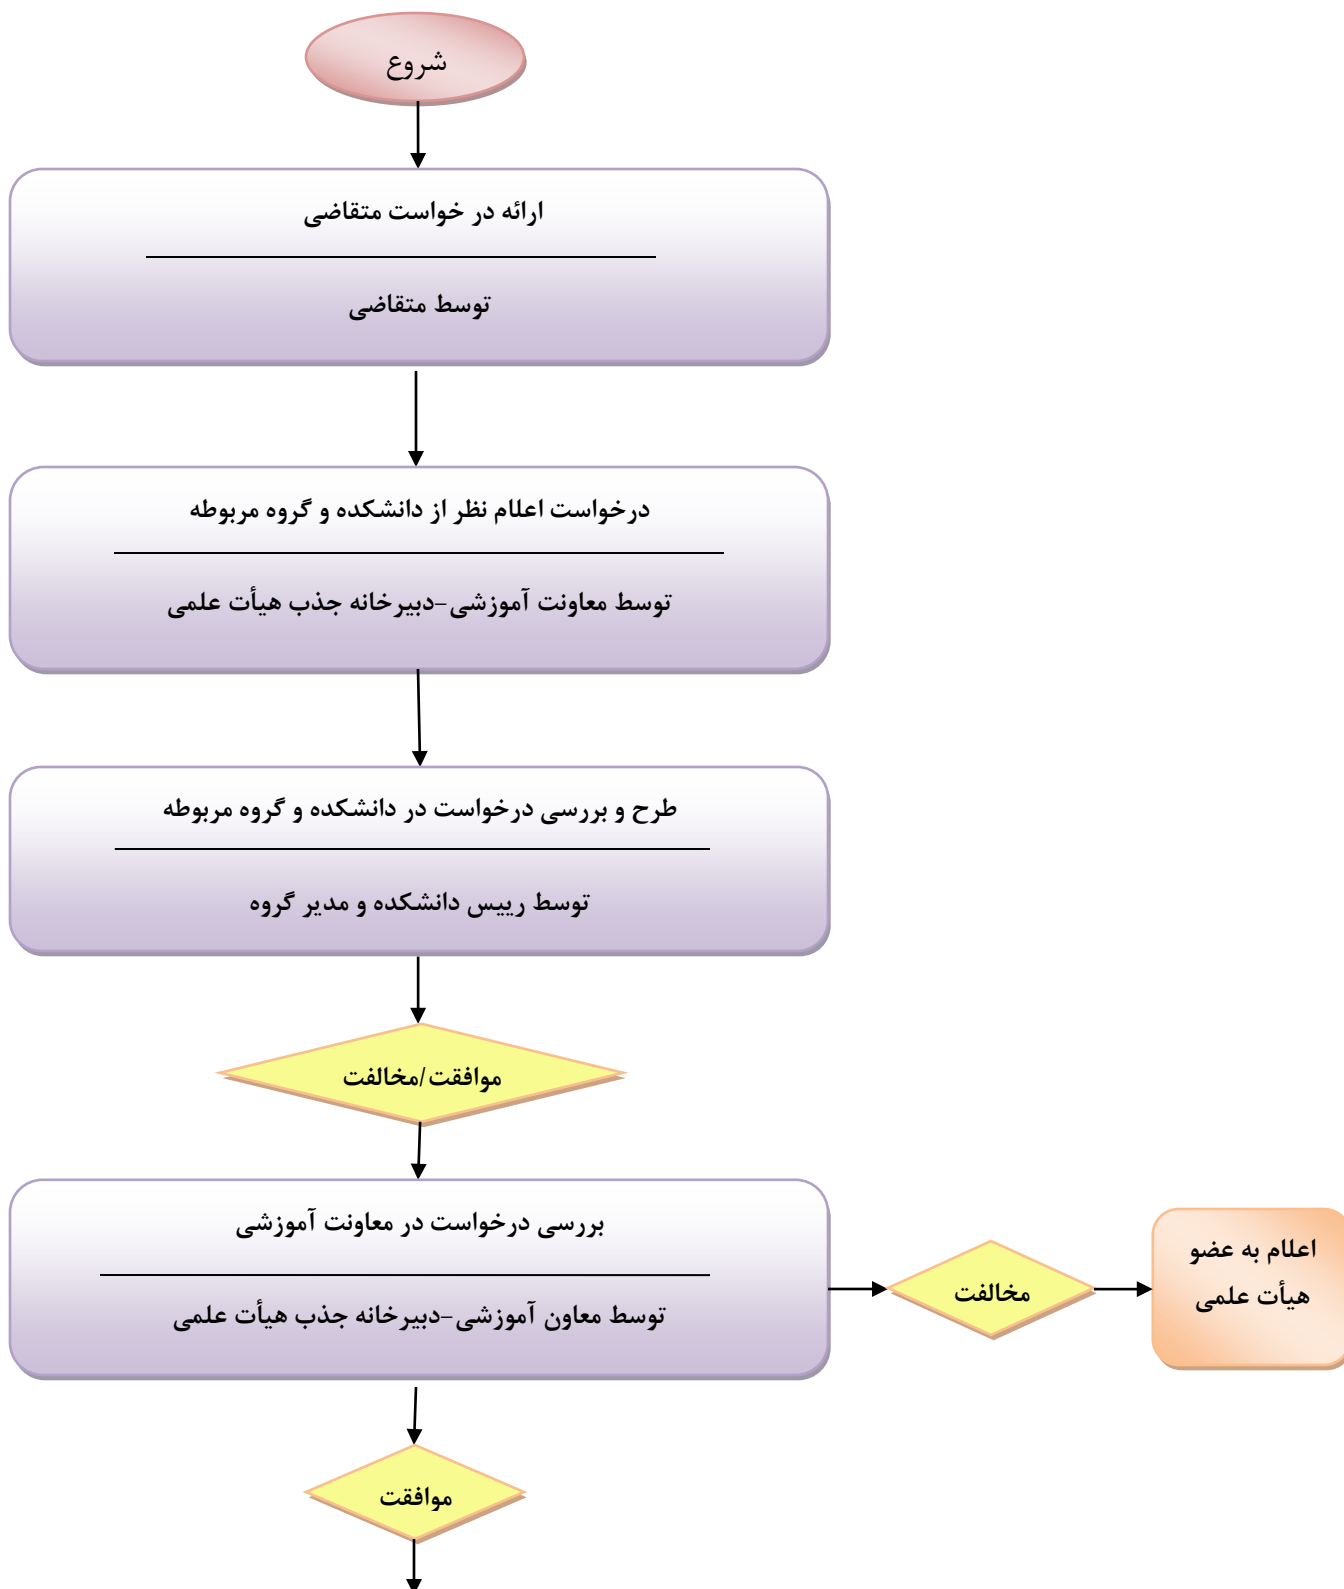 شروع
ارائه در خواست متقاضی
توسط متقاضی
درخواست اعلام نظر از دانشکده و گروه مربوطه
توسط معاونت آموزشی-دبیرخانه جذب هیأت علمی
طرح و بررسی درخواست در دانشکده و گروه مربوطه
توسط رییس دانشکده و مدیر گروه
موافقت/مخالفت
بررسی درخواست در معاونت آموزشی
توسط معاون آموزشی-دبیرخانه جذب هیأت علمی
مخالفت
اعلام به عضو
هیأت علمی
موافقت